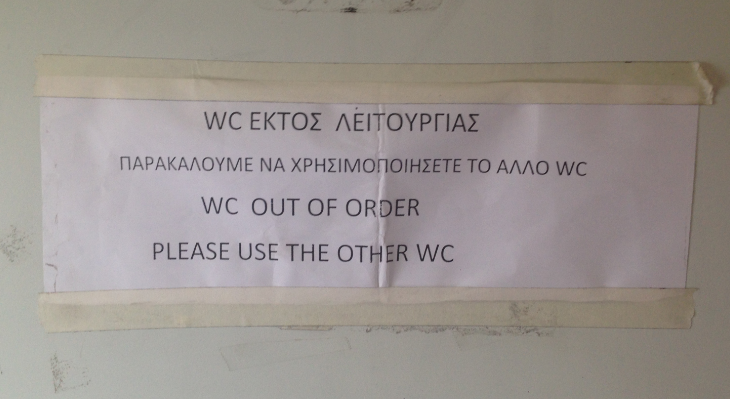 WC ΕΚΤΟΣ ΛΕΙΤΟΥΡΓΙΑΣ
ΠΑΡΑΚΑΛΟΥΜΕ ΝΑ ΧΡΗΣΙΜΟΠΟΙΗΣΕΤΕ ΤΟ ΑΛΛΟ WC
WC OUT OF ORDER
PLEASE USE THE OTHER WC